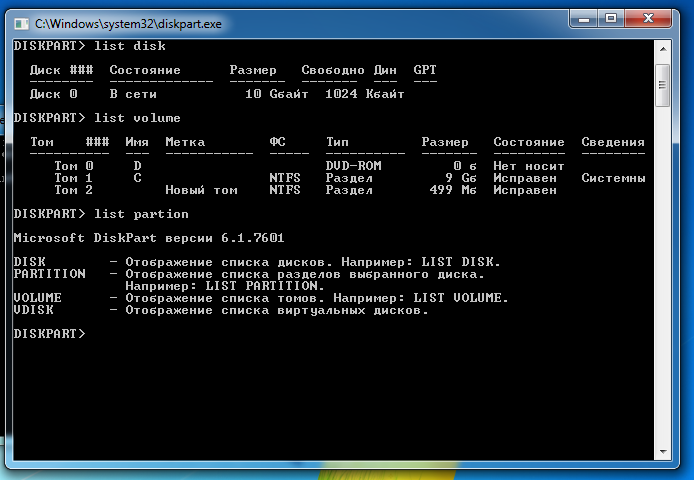 C:\Windows\system32\diskpart.exe
DISKPART> list disk
Диск ### Состояние Размер Свободно Дин GPT
-------- ------------- ------- ------- --- ---
Диск 0 В сети 10 Gбайт 1024 Kбайт
DISKPART> list volume
Том ### Имя Метка ФС Тип Размер Состояние Сведения
---------- --- ----------- ----- ---------- ------- --------- --------
Том 0 D DVD-ROM 0 б Нет носит
Том 1 C NTFS Раздел 9 Gб Исправен Системны
Том 2 Новый том NTFS Раздел 499 Mб Исправен
DISKPART> list partion
Microsoft DiskPart версии 6.1.7601
DISK - Отображение списка дисков. Например: LIST DISK.
PARTITION - Отображение списка разделов выбранного диска.
Например: LIST PARTITION.
VOLUME - Отображение списка томов. Например: LIST VOLUME.
VDISK - Отображение списка виртуальных дисков.
DISKPART>